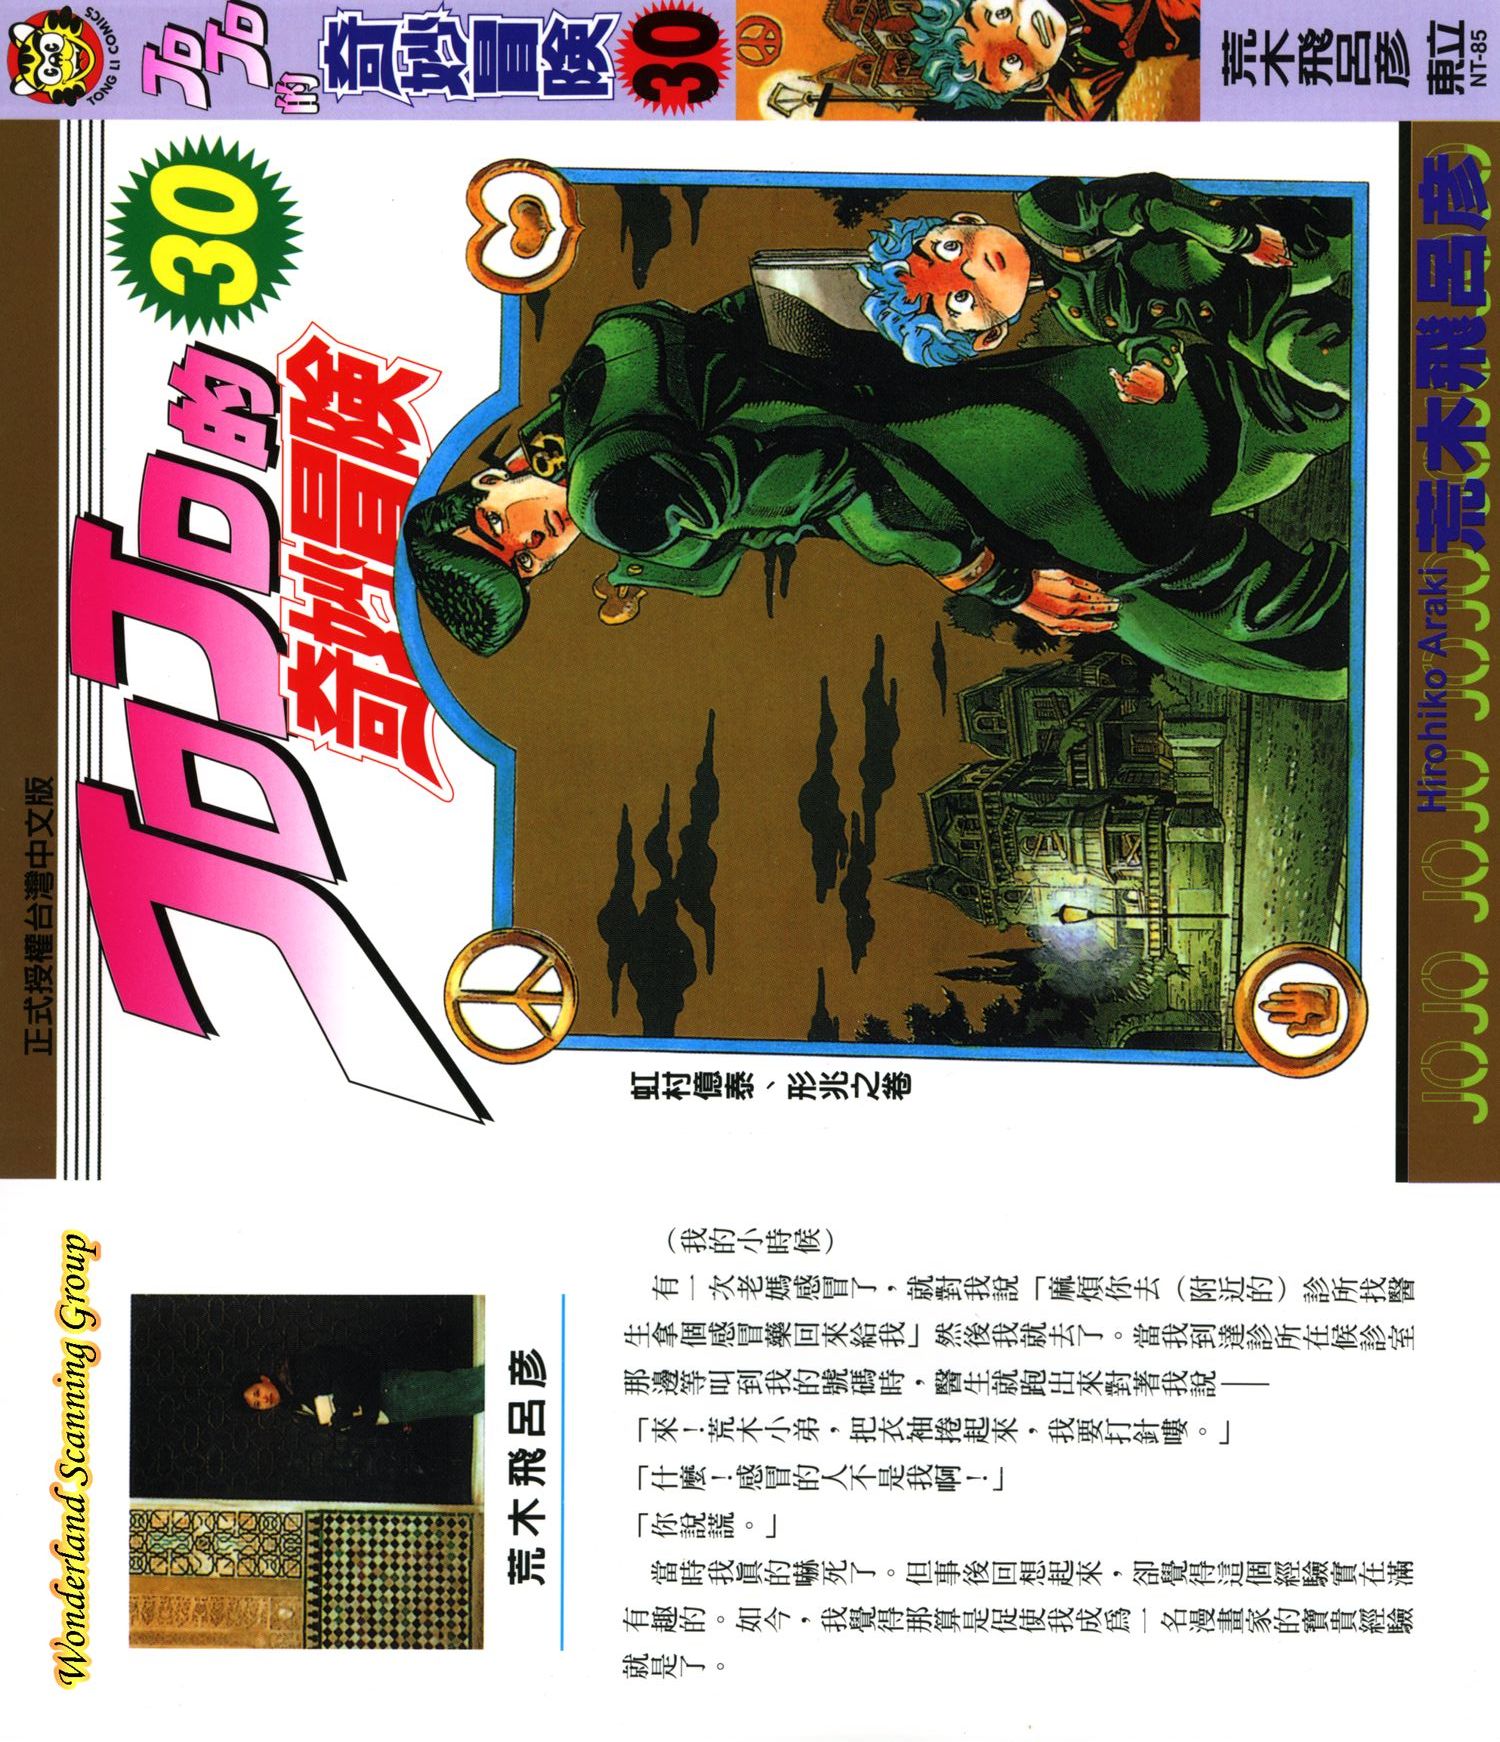 TONG LI COMICS
JoJo的
奇妙冒險
30
荒木飛呂彥
東立
NT-85
正式授權台灣中文版
JoJo的
奇妙冒險
30
虹村億泰、形兆之卷
Hirohiko Araki 荒木飛呂彥
JOJO JOJO JOJO
Wonderland Scanning Group
荒木飛呂彥
（我的小時候）
有一次老媽感冒了，就對我說「麻煩你去（附近的）診所找醫
生拿個感冒藥回來給我」然後我就去了。當我到達診所在候診室
那邊等叫到我的號碼時，醫生就跑出來對著我說——
「來！荒木小弟，把衣袖捲起來，我要打針嘍。」
「什麼！感冒的人不是我啊！」
「你說謊。」
當時我真的嚇死了。但事後回想起來，卻覺得這個經驗實在滿
有趣的。如今，我覺得那算是促使我成為一名漫畫家的寶貴經驗
就是了。